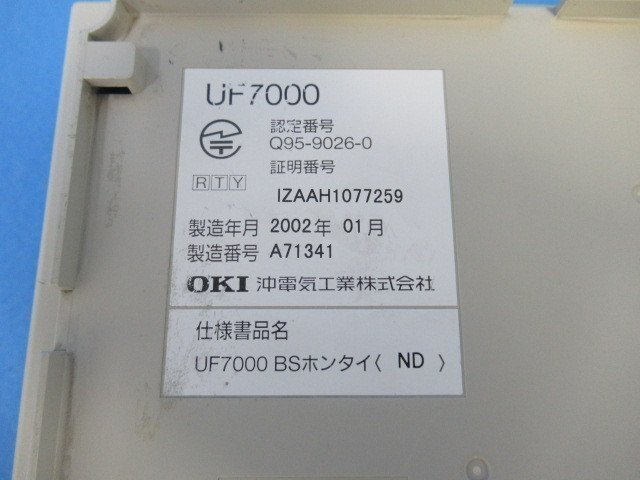 UF7000
認定番号
Q95-9026-0
証明番号
R T Y
IZAAH1077259
製造年月 2002年 01月
製造番号 A71341
OKI 沖電気工業株式会社
仕様書品名
UF7000 BSホンタイ〈 ND 〉